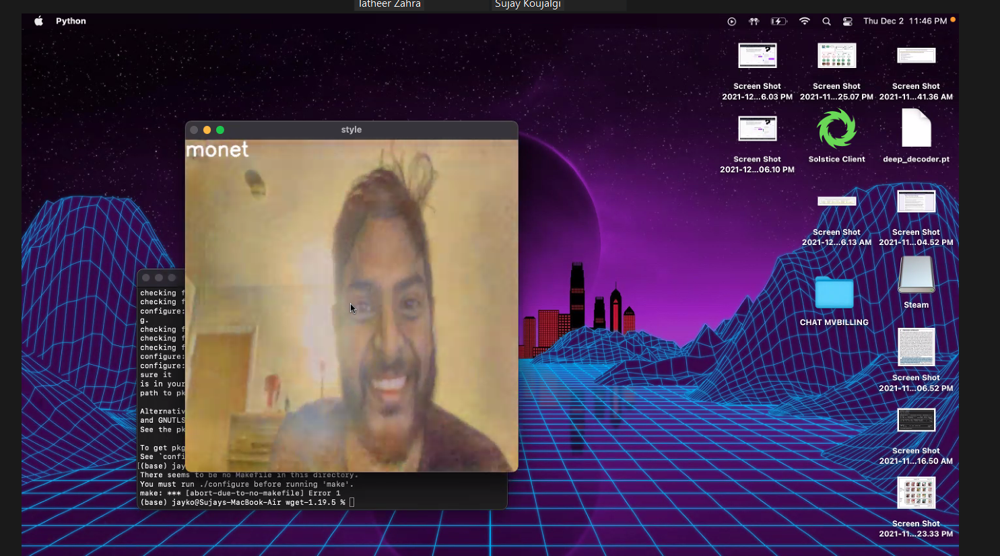 Tatheer Zahra
Sujay Koujalgi
Python
Thu Dec 2 11:46 PM
Screen Shot
2021-12...6.03 PM
Screen Shot
2021-11...25.07 PM
Screen Shot
2021-11...41.36 AM
style
monet
Screen Shot
2021-12...06.10 PM
Solstice Client
deep_decoder.pt
Screen Shot
2021-12...6.13 AM
Screen Shot
2021-11...04.52 PM
Steam
CHAT MVBILLING
Screen Shot
2021-11...06.52 PM
Screen Shot
2021-11...16.50 AM
Screen Shot
2021-11...23.33 PM
checking f
checking f
configure:
g.
checking f
checking f
checking f
configure:
configure:
sure it
is in your
path to pk
Alternativ
and GNUTLS
See the pk
To get pkg
See `confi
(base) jay
There seems to be no Makefile in this directory.
You must run ./configure before running 'make'.
make: *** [abort-due-to-no-makefile] Error 1
(base) jayko@Sujays-MacBook-Air wget-1.19.5 %